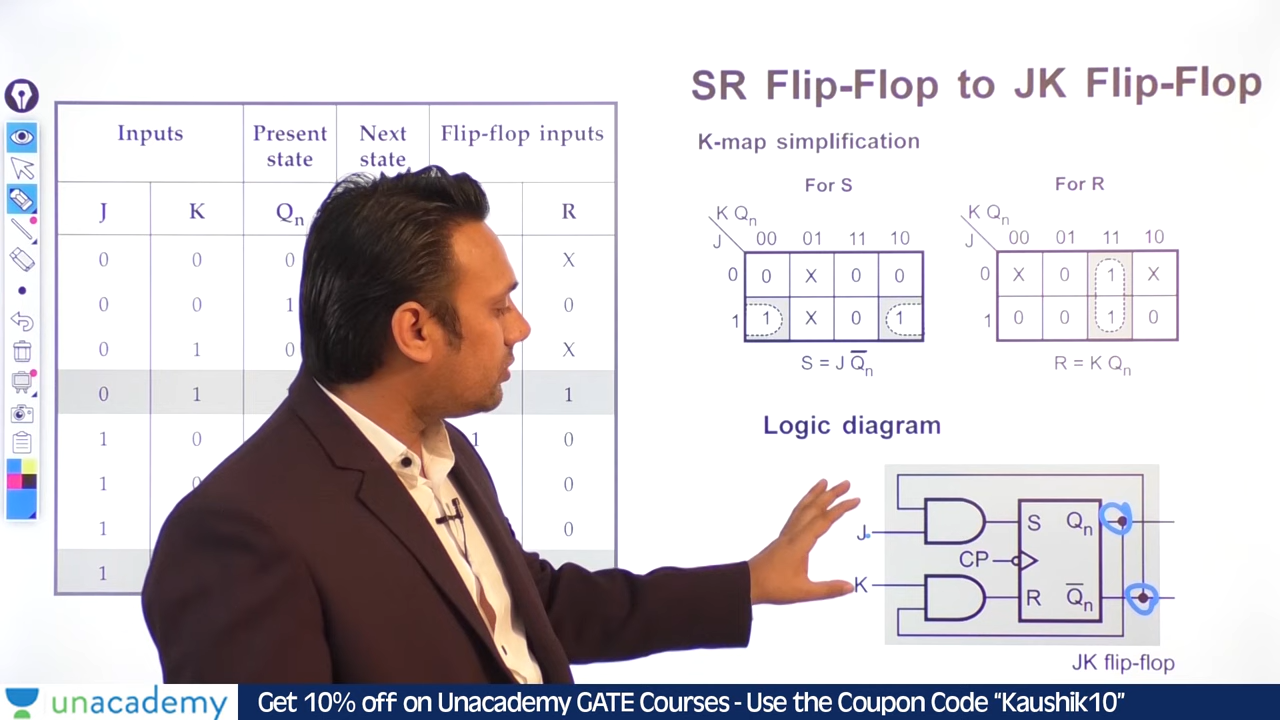 SR Flip-Flop to JK Flip-Flop
Inputs Present state Next state Flip-flop inputs
J K Qn R
0 0 0 X
0 0 1 0
0 1 0 X
0 1 1
1 0 1 0
1 0 0
1 0
1
K-map simplification
For S
K Qn
J 00 01 11 10
0 0 X 0 0
1 1 X 0 1
S = J Q̅n
For R
K Qn
J 00 01 11 10
0 X 0 1 X
1 0 0 1 0
R = K Qn
Logic diagram
J S Qn
CP
K R Q̅n
JK flip-flop
unacademy
Get 10% off on Unacademy GATE Courses - Use the Coupon Code “Kaushik10”